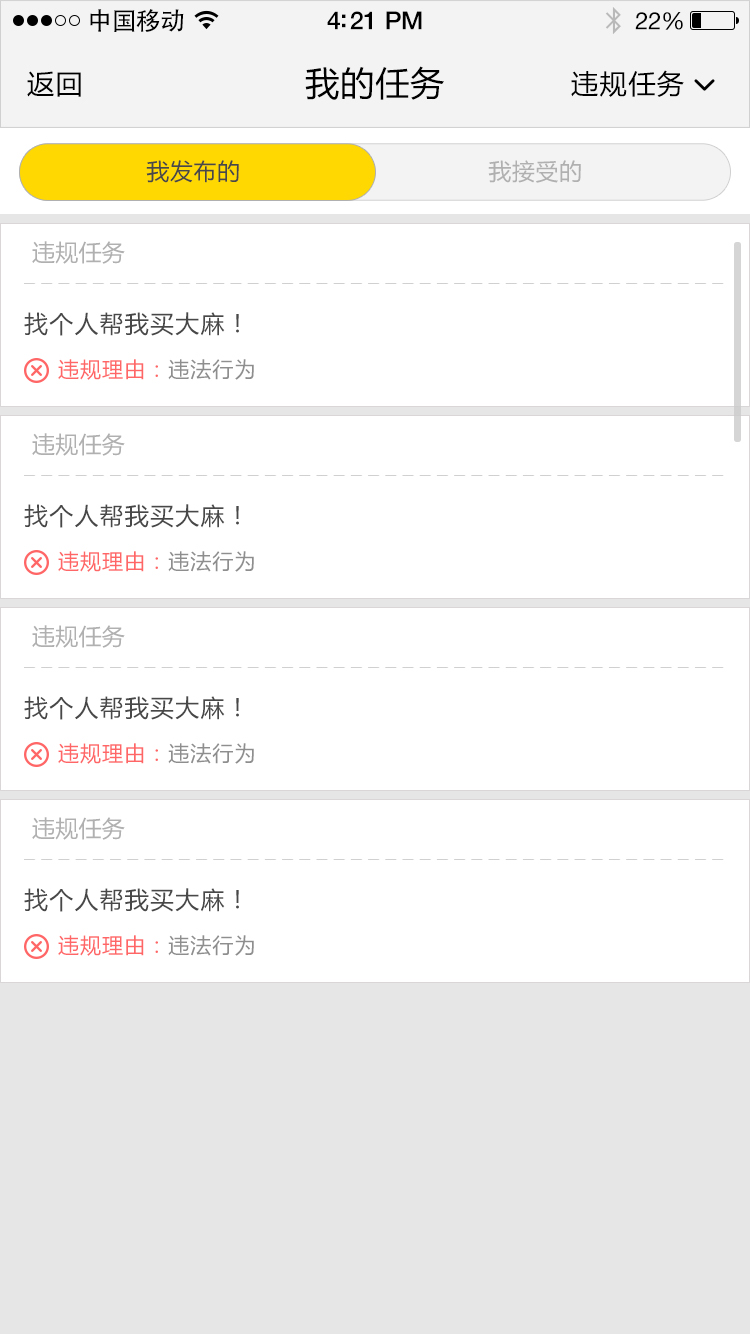 中国移动 4:21 PM 22%
返回 我的任务 违规任务
我发布的 我接受的
违规任务
找个人帮我买大麻！
违规理由：违法行为
违规任务
找个人帮我买大麻！
违规理由：违法行为
违规任务
找个人帮我买大麻！
违规理由：违法行为
违规任务
找个人帮我买大麻！
违规理由：违法行为